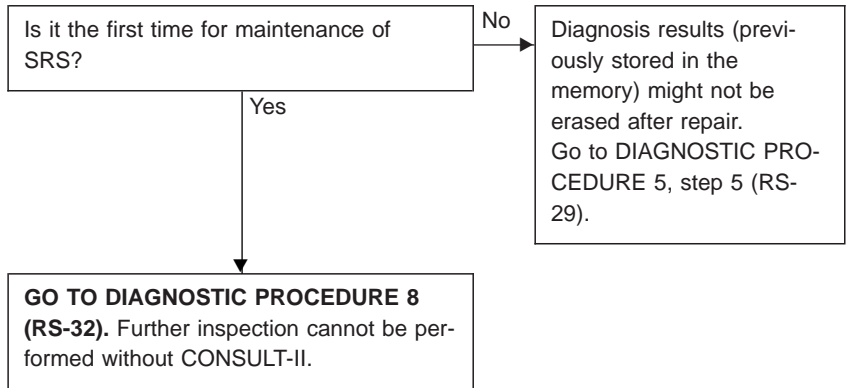 Is it the first time for maintenance of
SRS?
No
Diagnosis results (previ-
ously stored in the
memory) might not be
erased after repair.
Go to DIAGNOSTIC PRO-
CEDURE 5, step 5 (RS-
29).
Yes
GO TO DIAGNOSTIC PROCEDURE 8
(RS-32). Further inspection cannot be per-
formed without CONSULT-II.